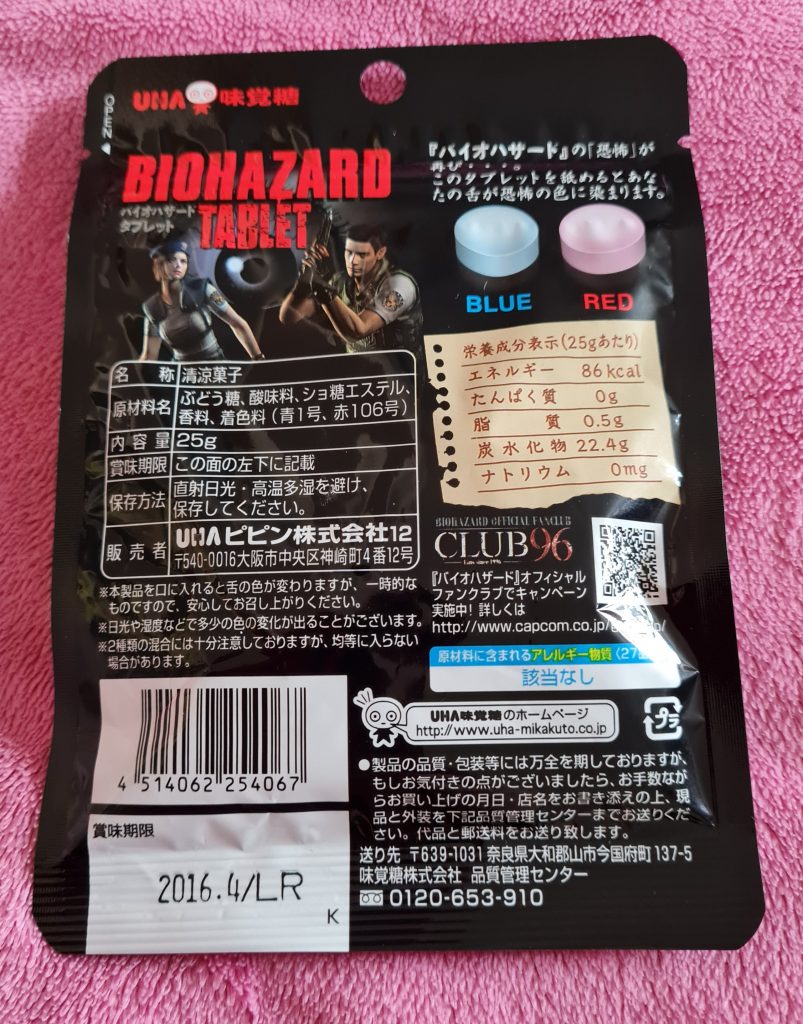 OPEN
UHA味覚糖
BIOHAZARD
バイオハザード
タブレット
TABLET
『バイオハザード』の「恐怖」が
再び・・・。
このタブレットを舐めるとあな
たの舌が恐怖の色に染まります。
BLUE
RED
名 称 清涼菓子
原材料名 ぶどう糖、酸味料、ショ糖エステル、
香料、着色料(青1号、赤106号)
内容量 25g
賞味期限 この面の左下に記載
保存方法 直射日光・高温多湿を避け、
保存してください。
販売者 UHAピピン株式会社12
〒540-0016大阪市中央区神崎町4番12号
栄養成分表示(25gあたり)
エネルギー 86kcal
たんぱく質 0g
脂質 0.5g
炭水化物 22.4g
ナトリウム 0mg
※本製品を口に入れると舌の色が変わりますが、一時的な
ものですので、安心してお召し上がりください。
※日光や湿度などで多少の色の変化が出ることがございます。
※2種類の混合には十分注意しておりますが、均等に入らない
場合があります。
BIOHAZARD OFFICIAL FANCLUB
CLUB96
『バイオハザード』オフィシャル
ファンクラブでキャンペーン
実施中! 詳しくは
http://www.capcom.co.jp/
原材料に含まれるアレルギー物質
該当なし
UHA味覚糖のホームページ
http://www.uha-mikakuto.co.jp
プラ
4 514062 254067
●製品の品質・包装等には万全を期しておりますが、
もしお気付きの点がございましたら、お手数なが
らお買い上げの月日・店名をお書き添えの上、現
品と外装を下記品質管理センターまでお送りくだ
さい。代品と郵送料をお送り致します。
送り先 〒639-1031 奈良県大和郡山市今国府町137-5
味覚糖株式会社 品質管理センター
0120-653-910
賞味期限
2016.4/LR
K